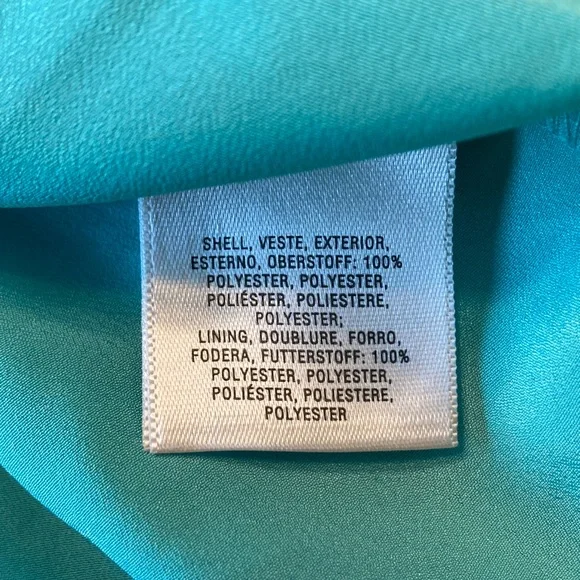 SHELL, VESTE, EXTERIOR,
ESTERNO, OBERSTOFF: 100%
POLYESTER, POLYESTER,
POLIÉSTER, POLIESTERE,
POLYESTER;
LINING, DOUBLURE, FORRO,
FODERA, FUTTERSTOFF: 100%
POLYESTER, POLYESTER,
POLIÉSTER, POLIESTERE,
POLYESTER